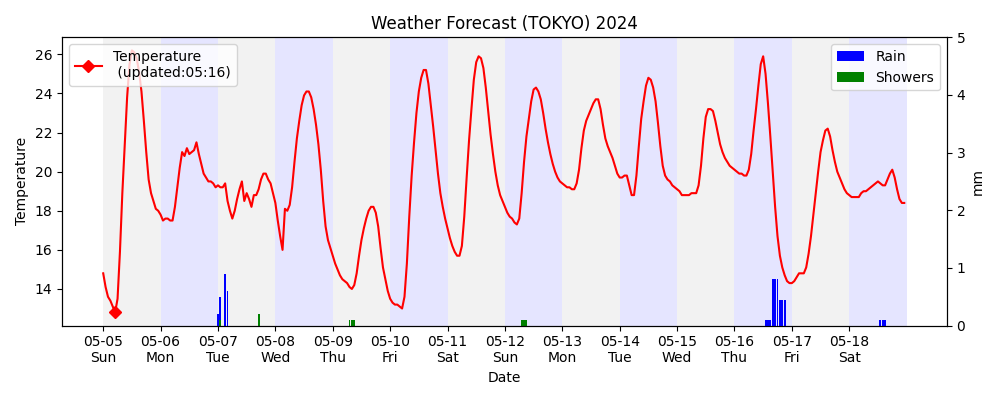 Weather Forecast (TOKYO) 2024
Temperature
(updated:05:16)
Rain
Showers
26
24
22
20
18
16
14
Temperature
5
4
3
2
1
0
mm
05-05 05-06 05-07 05-08 05-09 05-10 05-11 05-12 05-13 05-14 05-15 05-16 05-17 05-18
Sun Mon Tue Wed Thu Fri Sat Sun Mon Tue Wed Thu Fri Sat
Date